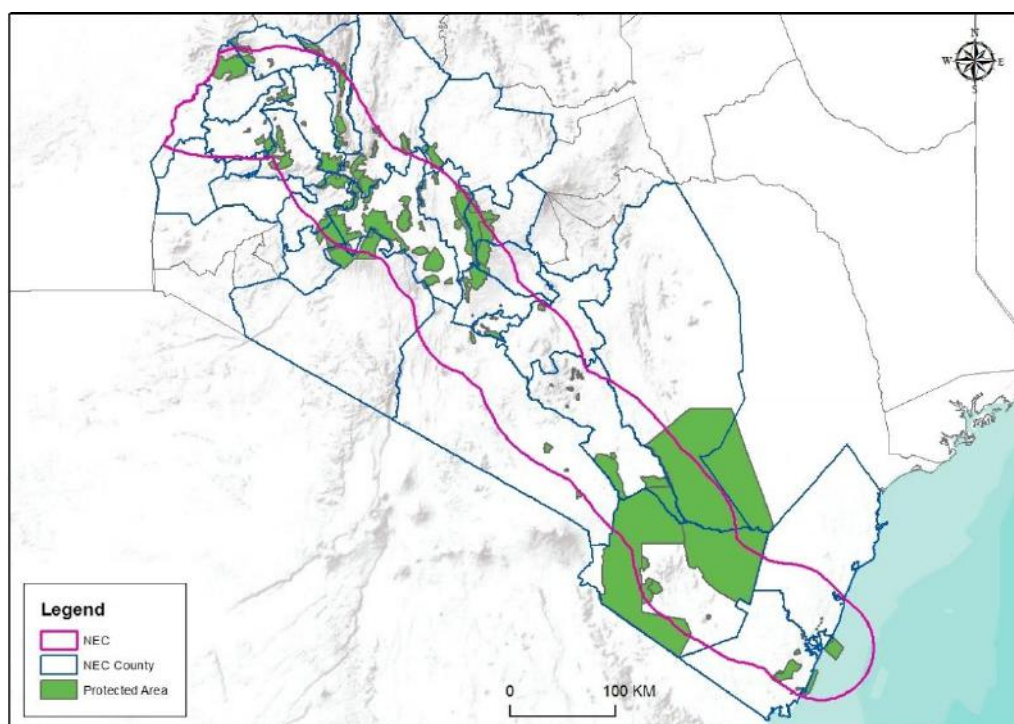 N
W E
S
Legend
NEC
NEC County
Protected Area
0 100 KM